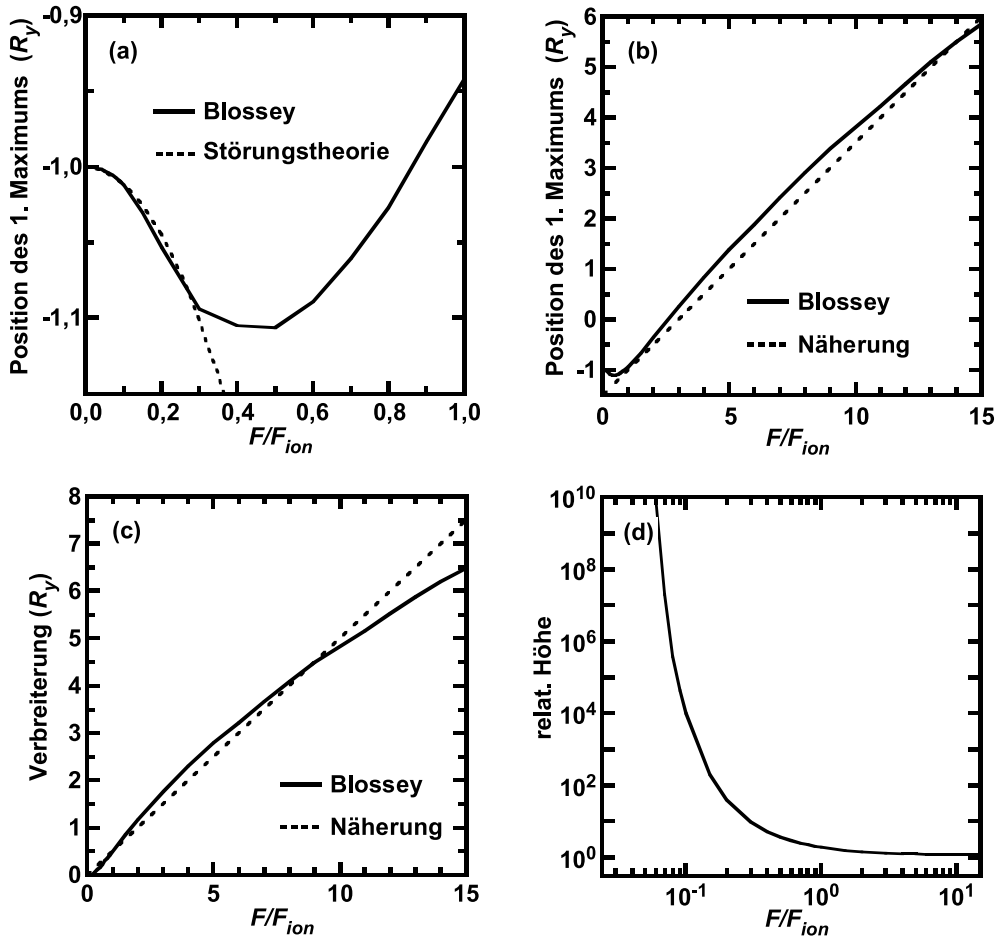 (a)
Position des 1. Maximums (Ry)
-0,9
-1,0
-1,1
Blossey
Störungstheorie
0,0 0,2 0,4 0,6 0,8 1,0
F/Fion
(b)
Position des 1. Maximums (Ry)
6
5
4
3
2
1
0
-1
Blossey
Näherung
0 5 10 15
F/Fion
(c)
Verbreiterung (Ry)
8
7
6
5
4
3
2
1
0
Blossey
Näherung
0 5 10 15
F/Fion
(d)
relat. Höhe
10^10
10^8
10^6
10^4
10^2
10^0
10^-1 10^0 10^1
F/Fion